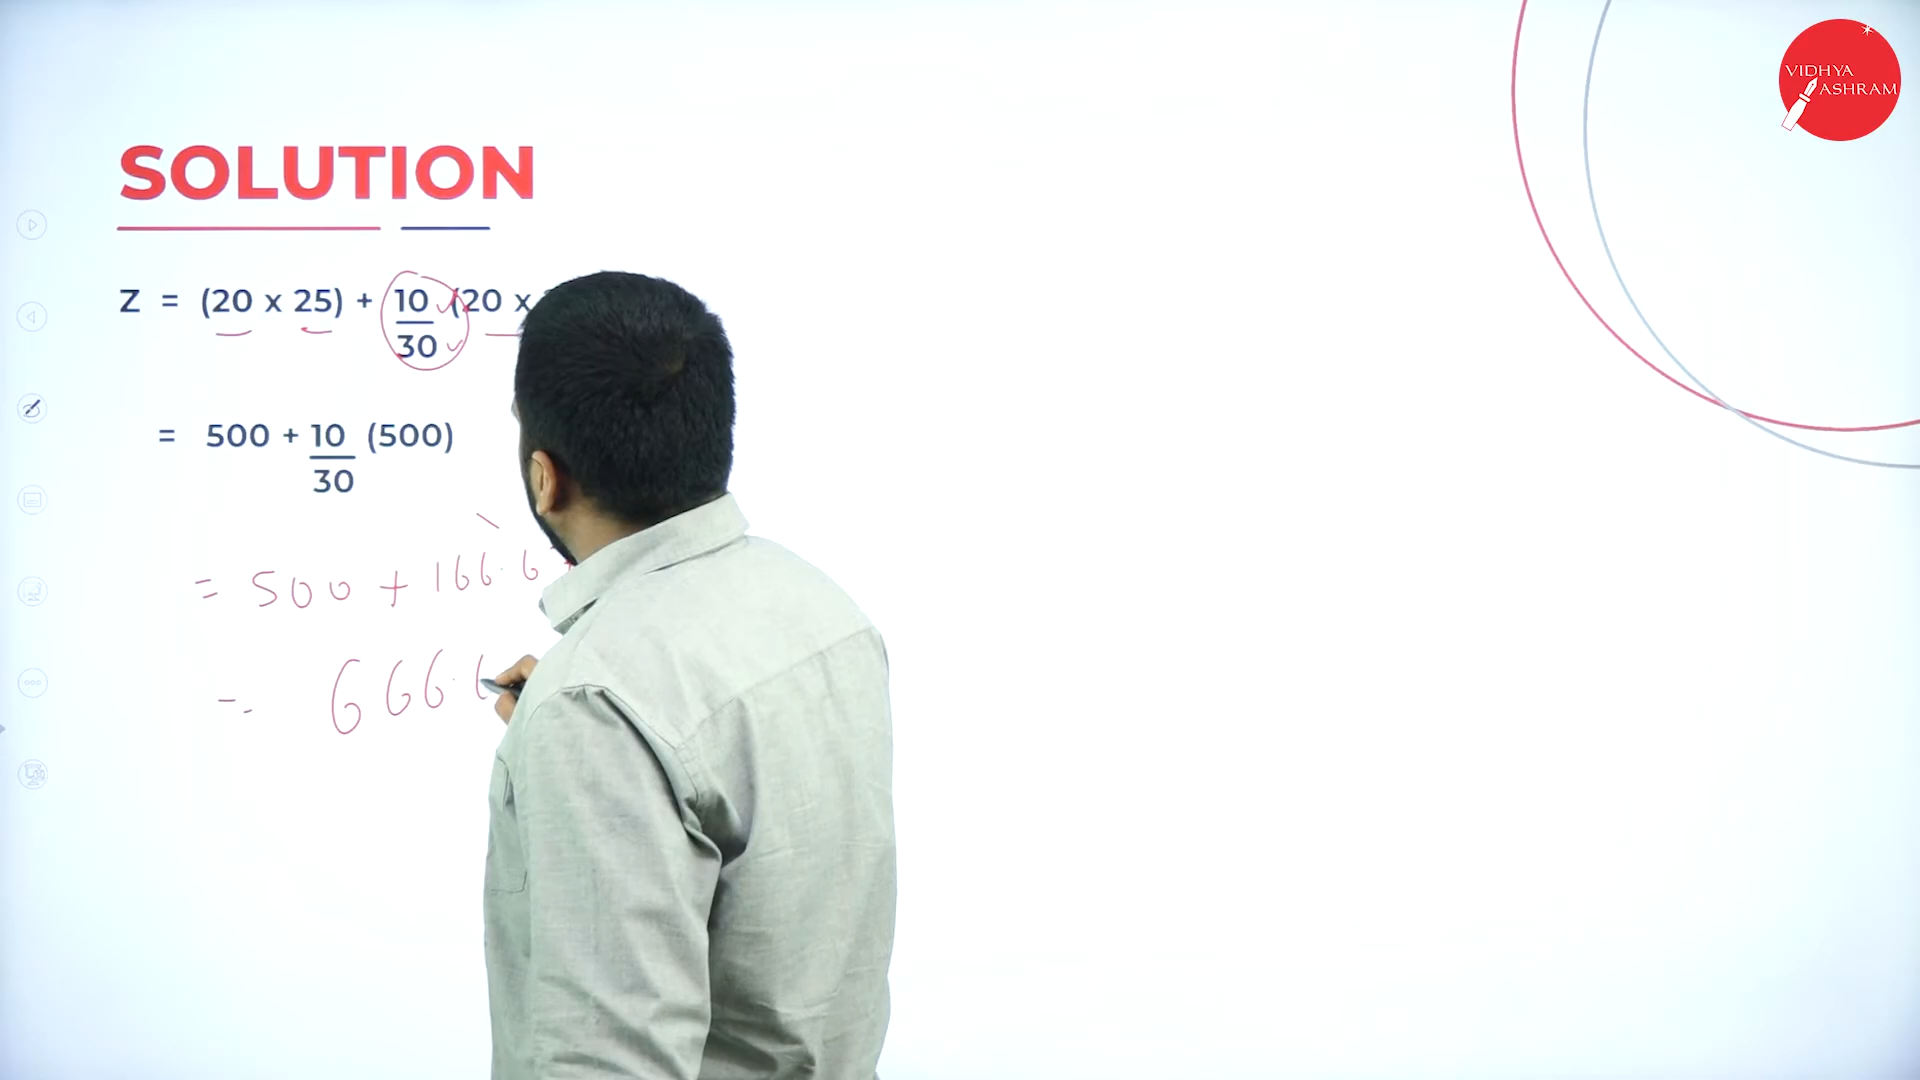 VIDHYA
ASHRAM
SOLUTION
Z = (20 x 25) + 10 (20 x
30
= 500 + 10 (500)
30
= 500 + 166.6
= 666.6